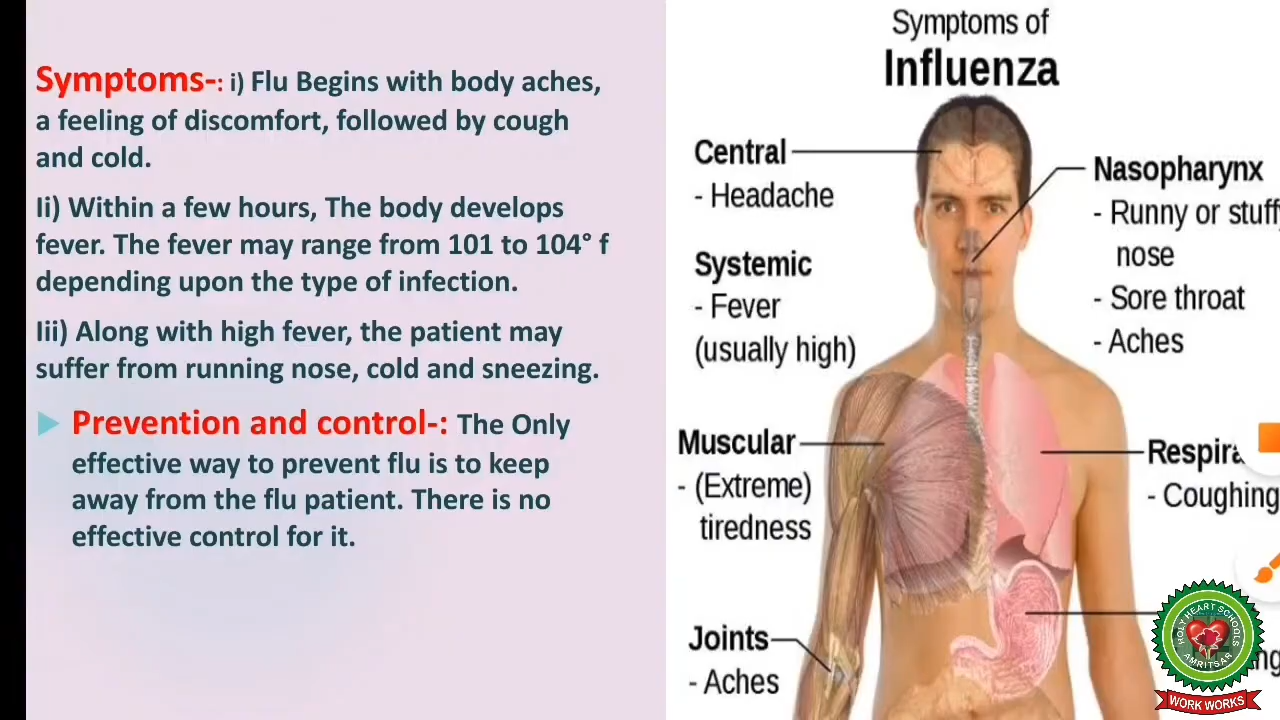 Symptoms-: i) Flu Begins with body aches,
a feeling of discomfort, followed by cough
and cold.
Ii) Within a few hours, The body develops
fever. The fever may range from 101 to 104° f
depending upon the type of infection.
Iii) Along with high fever, the patient may
suffer from running nose, cold and sneezing.
Prevention and control-: The Only
effective way to prevent flu is to keep
away from the flu patient. There is no
effective control for it.
Symptoms of
Influenza
Central
- Headache
Systemic
- Fever
(usually high)
Muscular
- (Extreme)
tiredness
Joints
- Aches
Nasopharynx
- Runny or
nose
- Sore throat
- Aches
- Coughing
HOLY HEART SCHOOLS
AMRITSAR
WORK WORKS